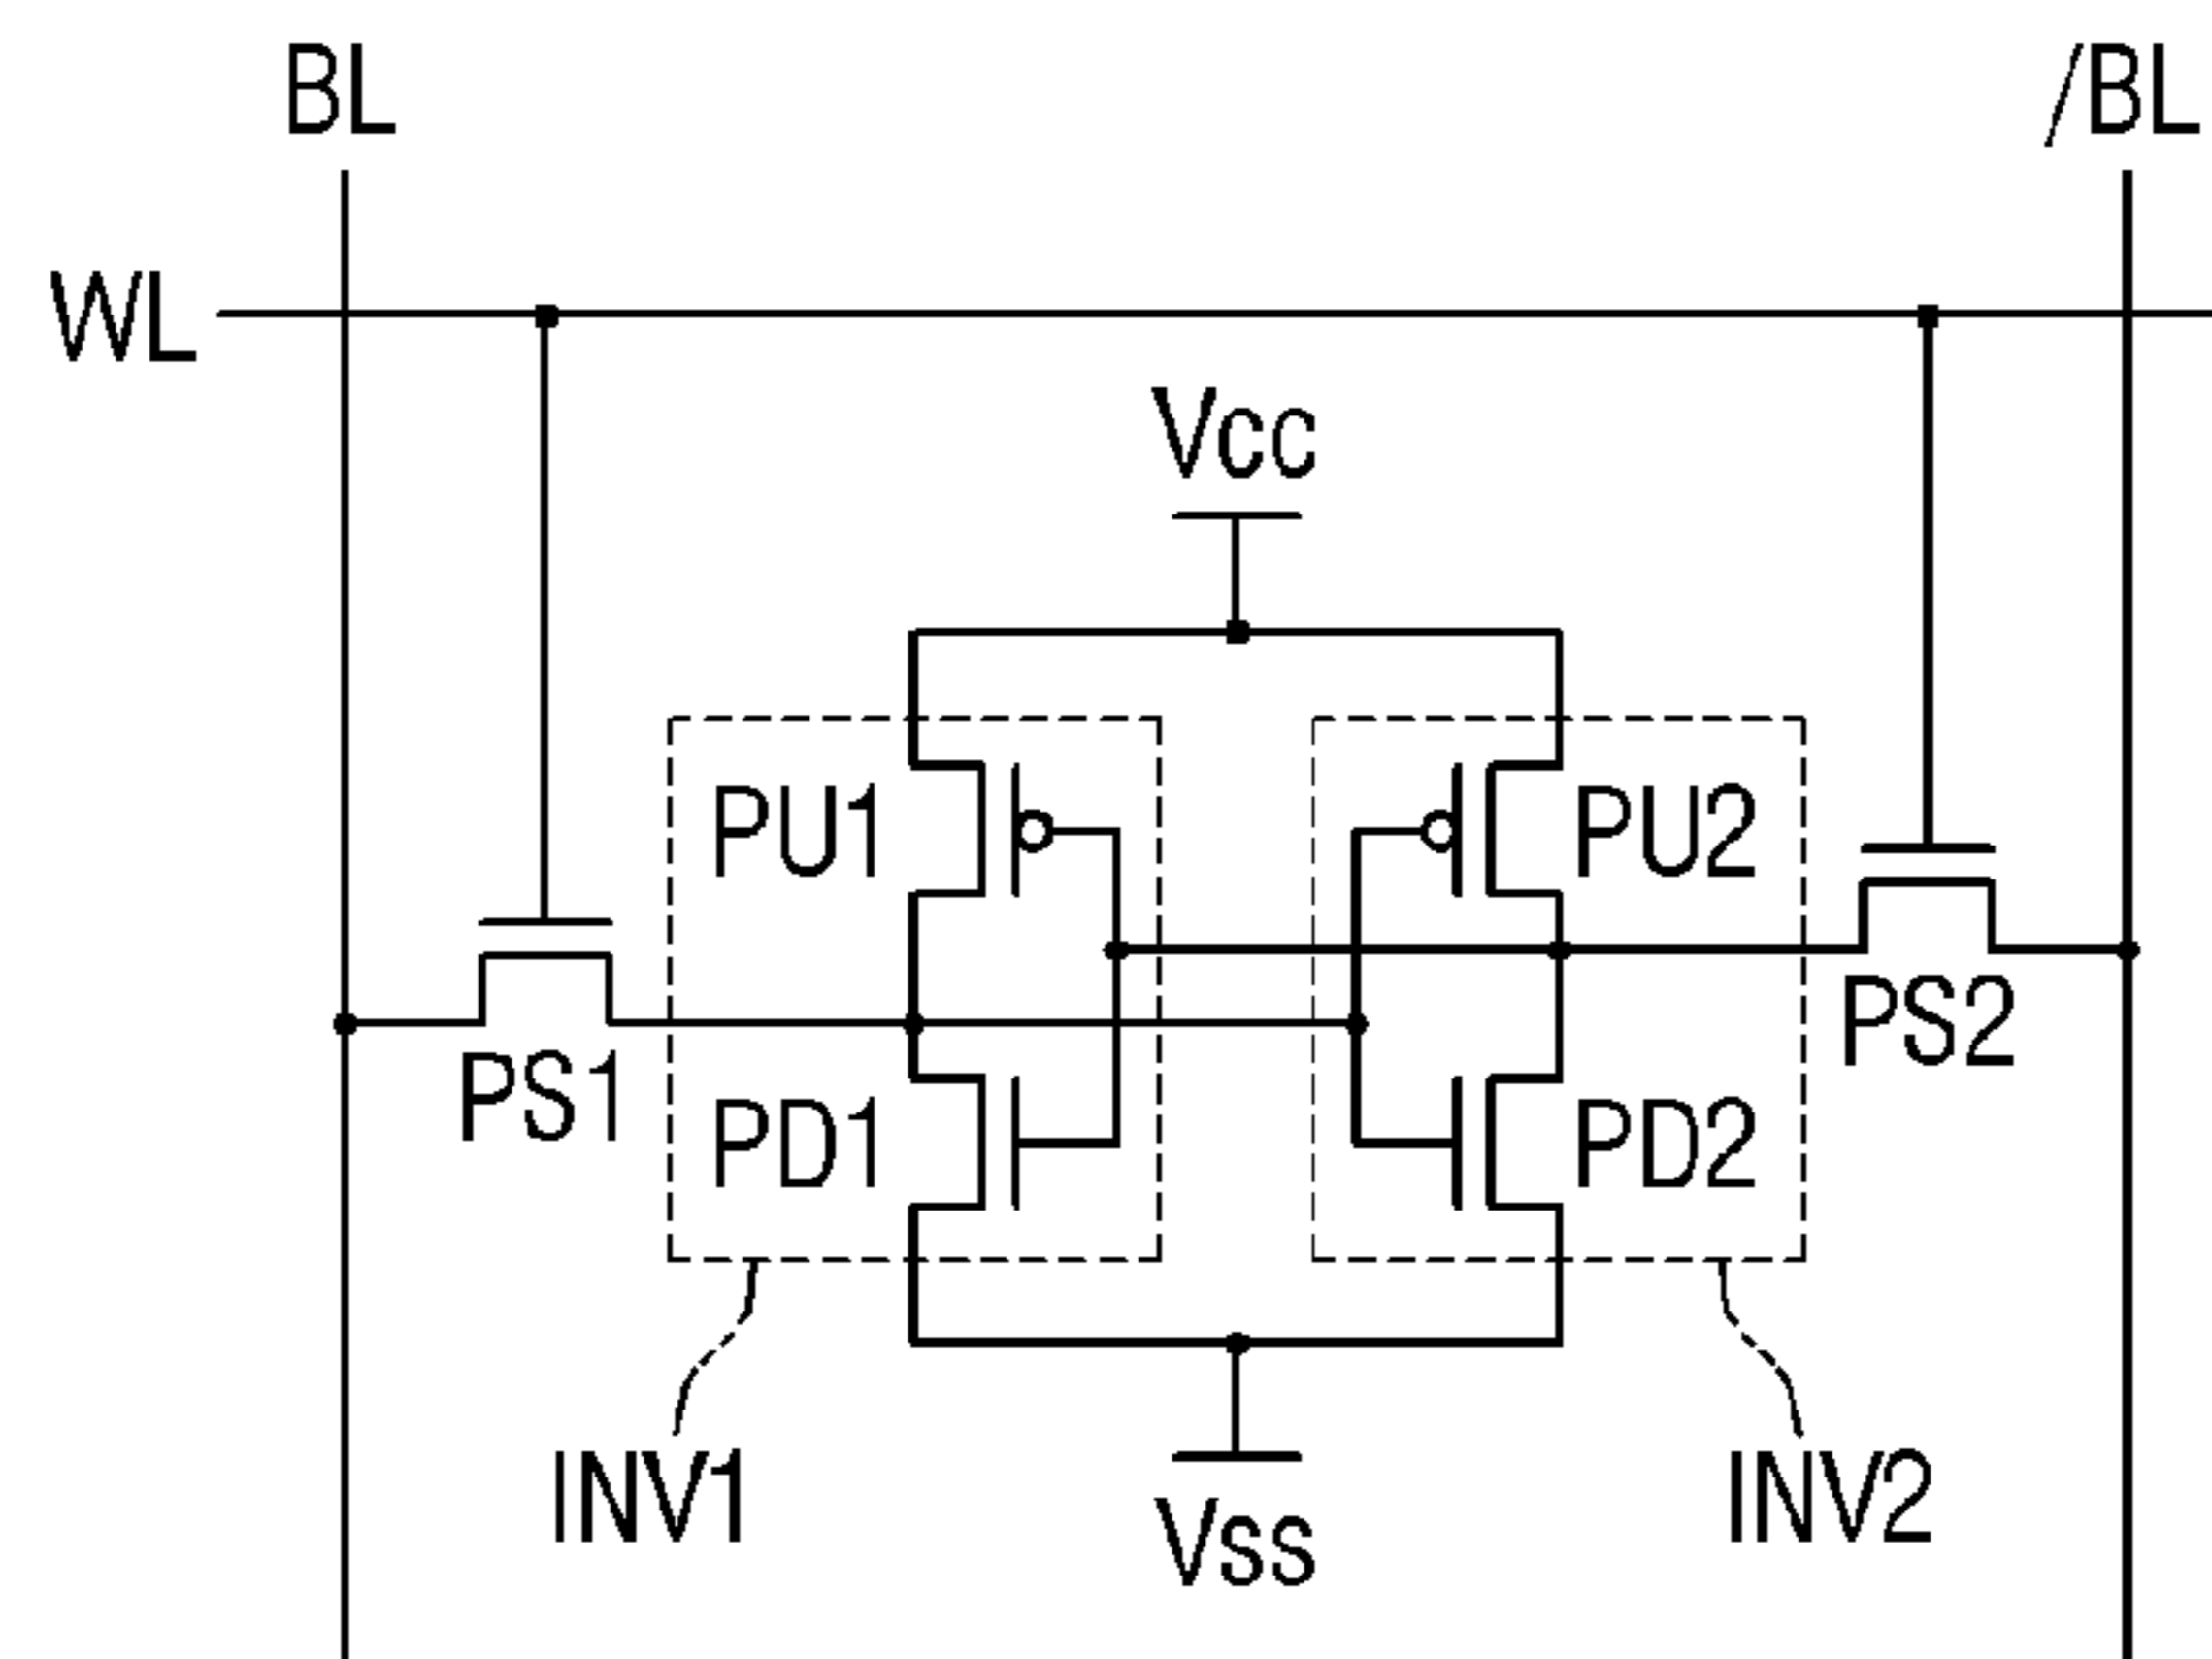 BL /BL
WL
Vcc
PU1 PU2
PS1 PD1 PD2 PS2
INV1 INV2
Vss